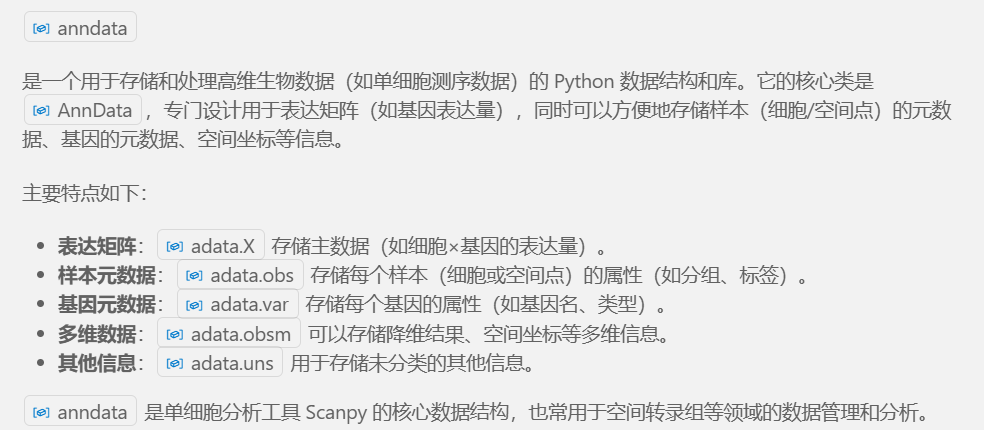 anndata
是一个用于存储和处理高维生物数据（如单细胞测序数据）的 Python 数据结构和库。它的核心类是
AnnData ，专门设计用于表达矩阵（如基因表达量），同时可以方便地存储样本（细胞/空间点）的元数
据、基因的元数据、空间坐标等信息。
主要特点如下：
• 表达矩阵： adata.X 存储主数据（如细胞×基因的表达量）。
• 样本元数据： adata.obs 存储每个样本（细胞或空间点）的属性（如分组、标签）。
• 基因元数据： adata.var 存储每个基因的属性（如基因名、类型）。
• 多维数据： adata.obsm 可以存储降维结果、空间坐标等多维信息。
• 其他信息： adata.uns 用于存储未分类的其他信息。
anndata 是单细胞分析工具 Scanpy 的核心数据结构，也常用于空间转录组等领域的数据管理和分析。